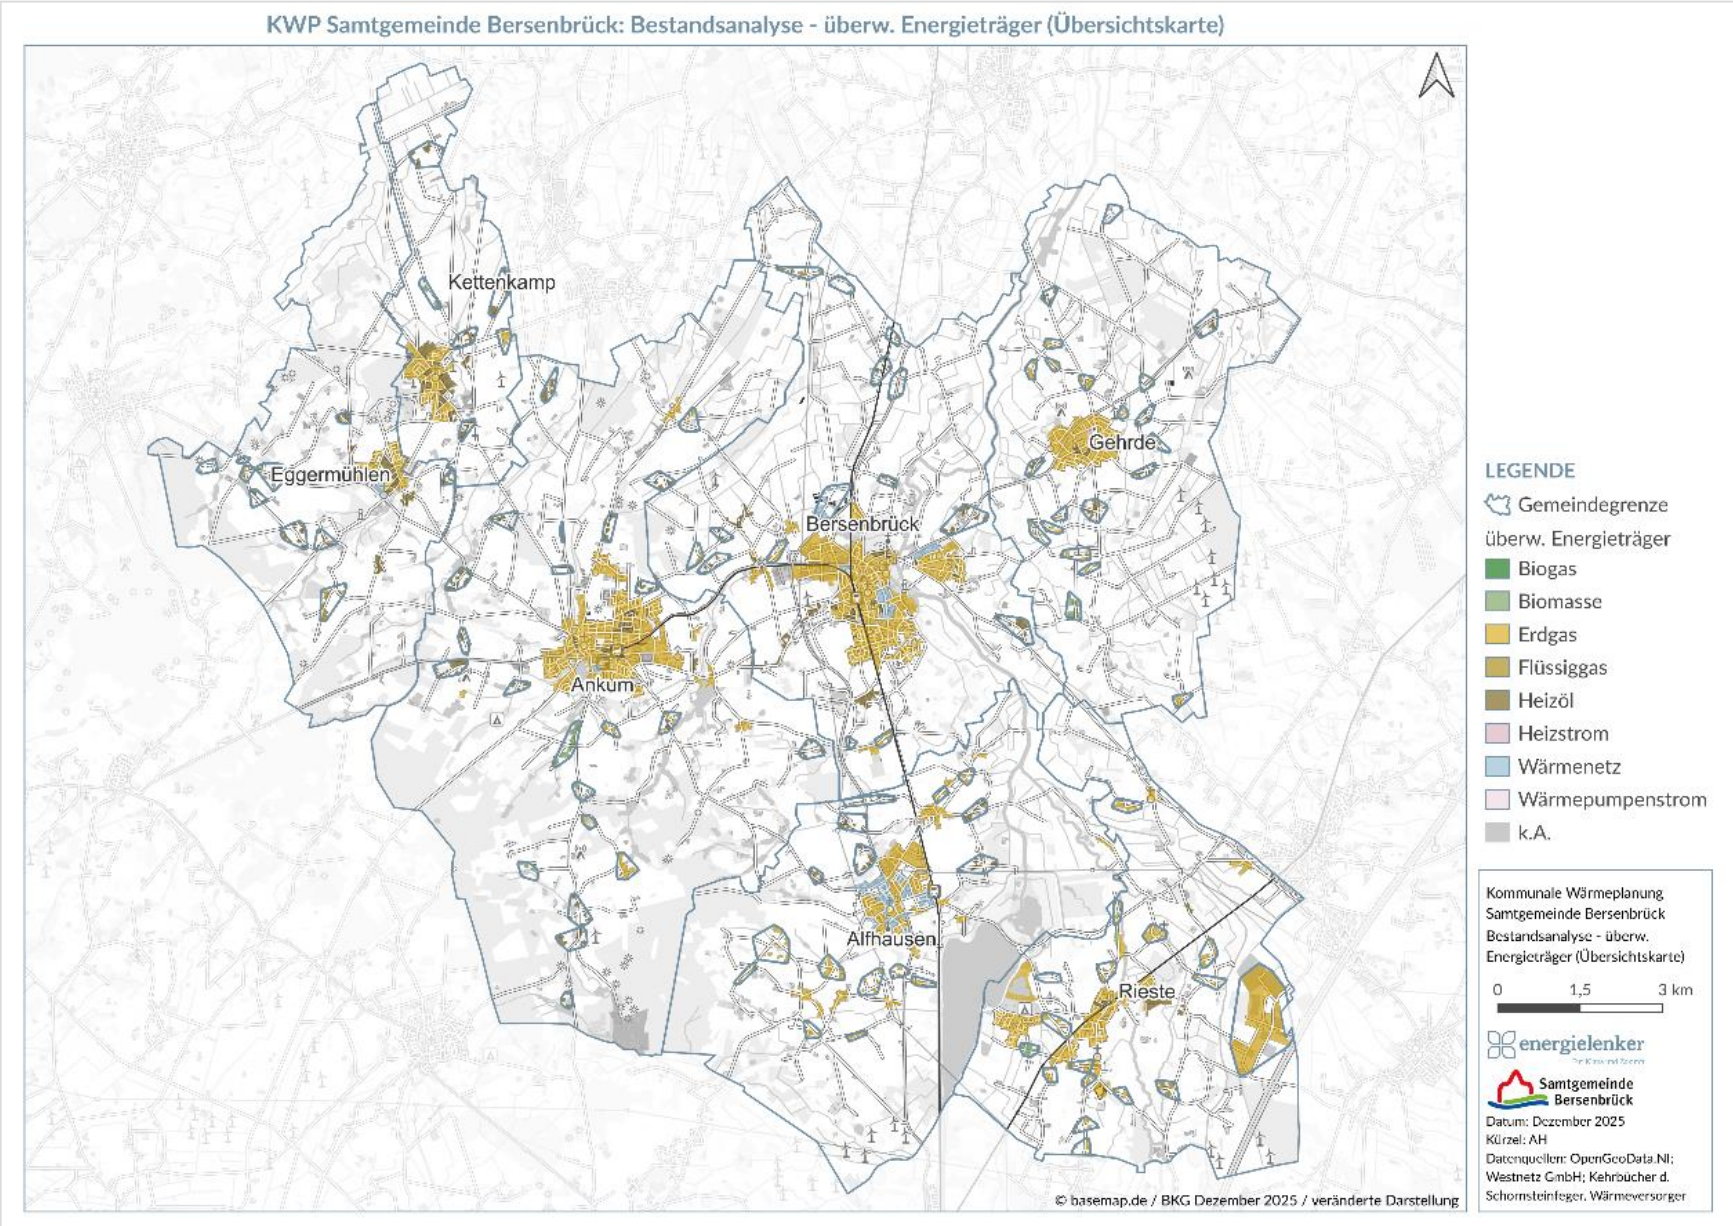 KWP Samtgemeinde Bersenbrück: Bestandsanalyse - überw. Energieträger (Übersichtskarte)
Kettenkamp
Gehrde
Eggermühlen
Bersenbrück
Ankum
Alfhausen
Rieste
© basemap.de / BKG Dezember 2025 / veränderte Darstellung
LEGENDE
Gemeindegrenze
überw. Energieträger
Biogas
Biomasse
Erdgas
Flüssiggas
Heizöl
Heizstrom
Wärmenetz
Wärmepumpenstrom
k.A.
Kommunale Wärmeplanung
Samtgemeinde Bersenbrück
Bestandsanalyse - überw.
Energieträger (Übersichtskarte)
0 1,5 3 km
energielenker
Samtgemeinde
Bersenbrück
Datum: Dezember 2025
Kürzel: AH
Datenquellen: OpenGeoData.NI;
Westnetz GmbH; Kehrbücher d.
Schornsteinfeger, Wärmeversorger